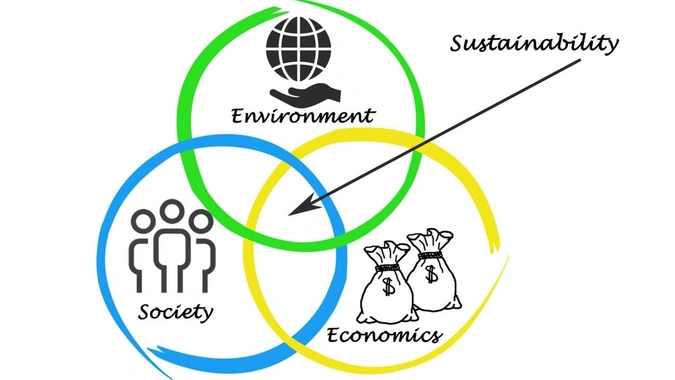 Sustainability
Environment
Society
Economics
$
$